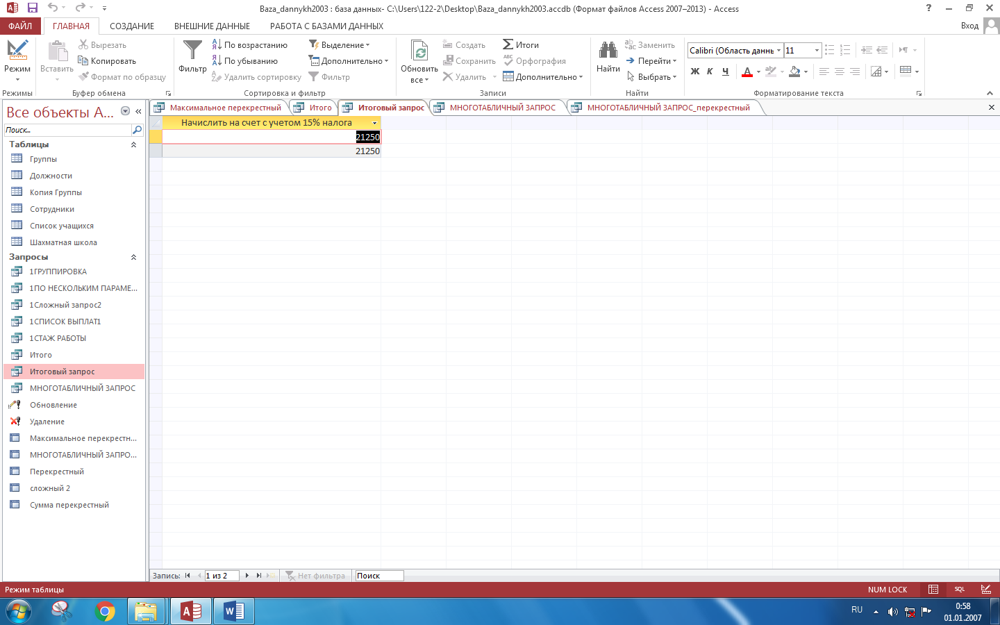 Baza_dannykh2003 : база данных- C:\Users\122-2\Desktop\Baza_dannykh2003.accdb (Формат файлов Access 2007–2013) - Access
ФАЙЛ ГЛАВНАЯ СОЗДАНИЕ ВНЕШНИЕ ДАННЫЕ РАБОТА С БАЗАМИ ДАННЫХ Вход
Режим
Режимы
Вставить
Вырезать
Копировать
Формат по образцу
Буфер обмена
Фильтр
По возрастанию
По убыванию
Удалить сортировку
Выделение
Дополнительно
Фильтр
Сортировка и фильтр
Обновить
все
Создать
Сохранить
Удалить
Итоги
Орфография
Дополнительно
Записи
Найти
Заменить
Перейти
Выбрать
Найти
Calibri (Область данны 11
Ж К Ч
Форматирование текста
Все объекты A...
Поиск...
Таблицы
Группы
Должности
Копия Группы
Сотрудники
Список учащихся
Шахматная школа
Запросы
1ГРУППИРОВКА
1ПО НЕСКОЛЬКИМ ПАРАМЕ...
1Сложный запрос2
1СПИСОК ВЫПЛАТ1
1СТАЖ РАБОТЫ
Итого
Итоговый запрос
МНОГОТАБЛИЧНЫЙ ЗАПРОС
Обновление
Удаление
Максимальное перекрестн...
МНОГОТАБЛИЧНЫЙ ЗАПРО...
Перекрестный
сложный 2
Сумма перекрестный
Максимальное перекрестный Итого Итоговый запрос МНОГОТАБЛИЧНЫЙ ЗАПРОС МНОГОТАБЛИЧНЫЙ ЗАПРОС_перекрестный
Начислить на счет с учетом 15% налога
21250
21250
Запись: 1 из 2 Нет фильтра Поиск
Режим таблицы NUM LOCK SQL
RU 0:58
01.01.2007